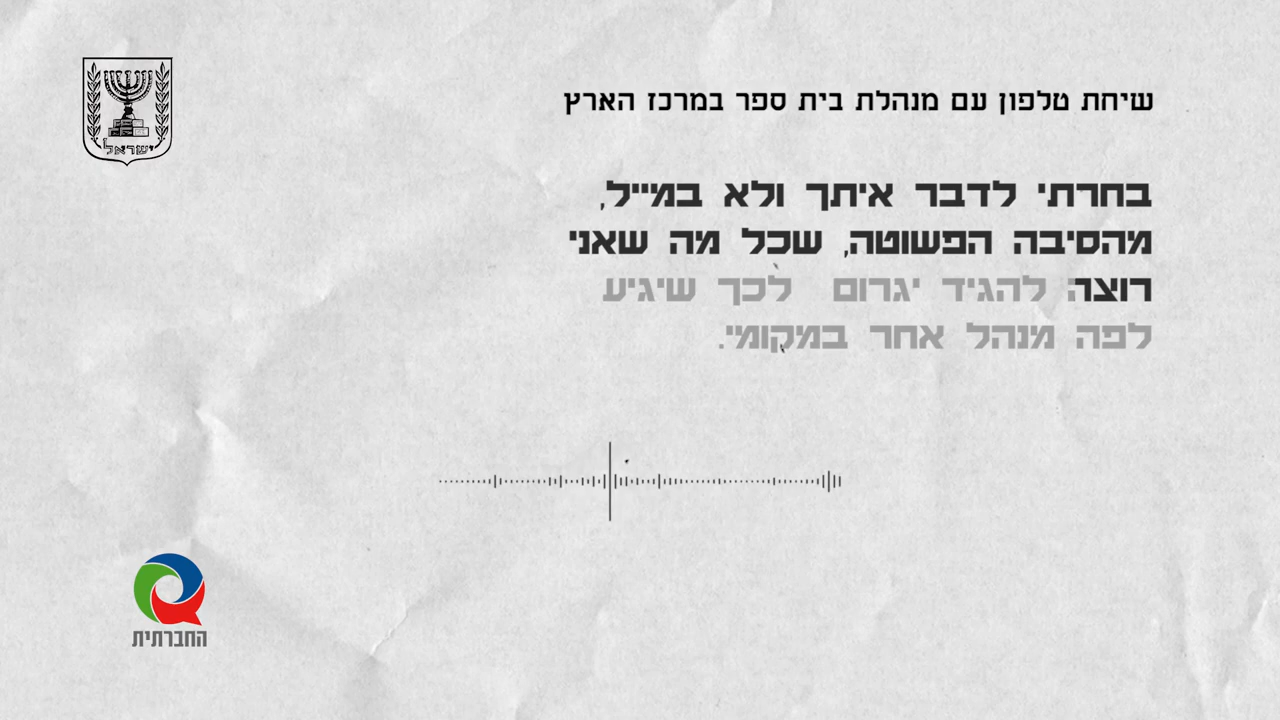 ישראל
שיחת טלפון עם מנהלת בית ספר במרכז הארץ
בחרתי לדבר איתך ולא במייל,
מהסיבה הפשוטה, שכל מה שאני
רוצה להגיד יגרום לכך שיגיע
לפה מנהל אחר במקומי.
החברתית